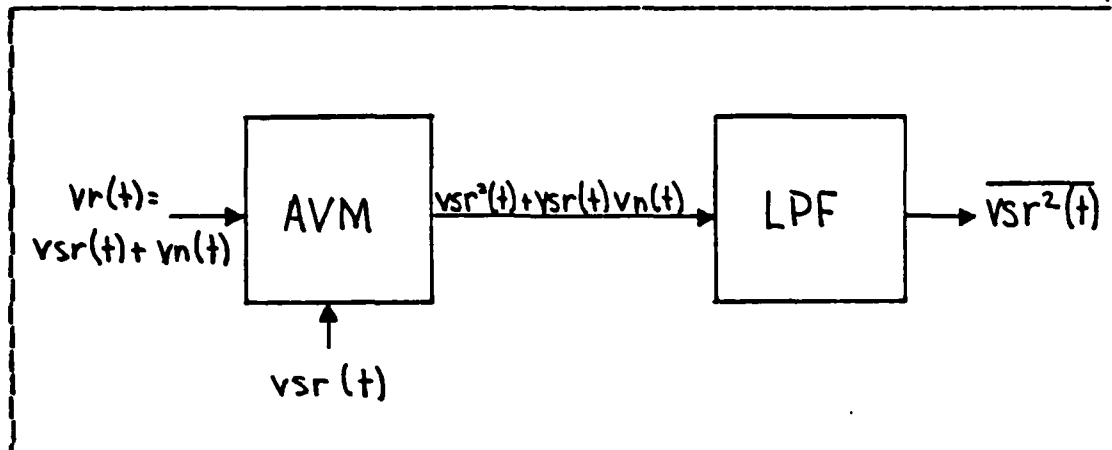 vr(t)=
vsr(t)+ vn(t)
AVM
vsr²(t)+vsr(t)vn(t)
LPF
vsr²(t)
vsr(t)